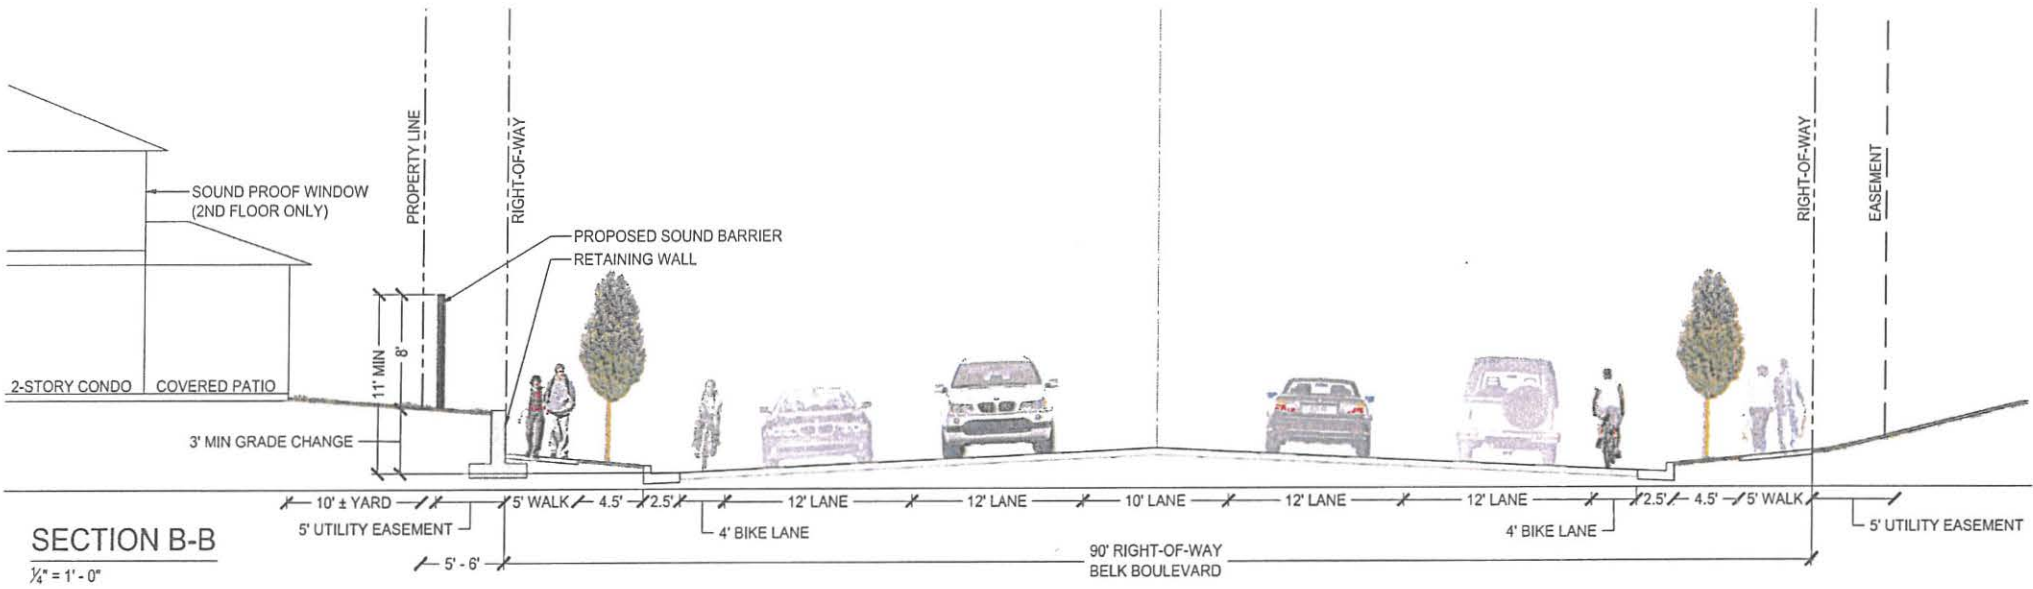 PROPERTY LINE
RIGHT-OF-WAY
RIGHT-OF-WAY
EASEMENT
SOUND PROOF WINDOW
(2ND FLOOR ONLY)
PROPOSED SOUND BARRIER
RETAINING WALL
11' MIN
8'
2-STORY CONDO
COVERED PATIO
3' MIN GRADE CHANGE
10' ± YARD
5' WALK
4.5'
2.5'
12' LANE
12' LANE
10' LANE
12' LANE
12' LANE
2.5'
4.5'
5' WALK
5' UTILITY EASEMENT
4' BIKE LANE
4' BIKE LANE
5' UTILITY EASEMENT
5' - 6'
90' RIGHT-OF-WAY
BELK BOULEVARD
SECTION B-B
¼" = 1' - 0"